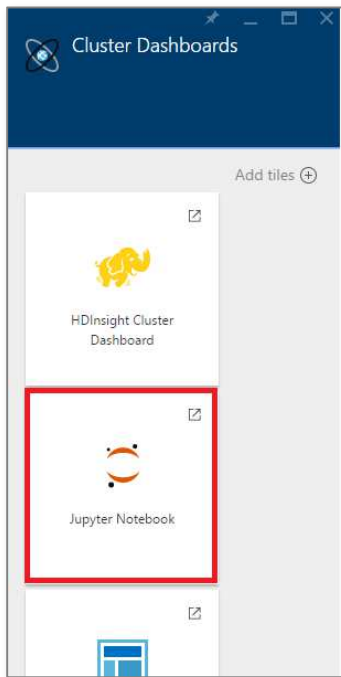 Cluster Dashboards
Add tiles
HDInsight Cluster
Dashboard
Jupyter Notebook